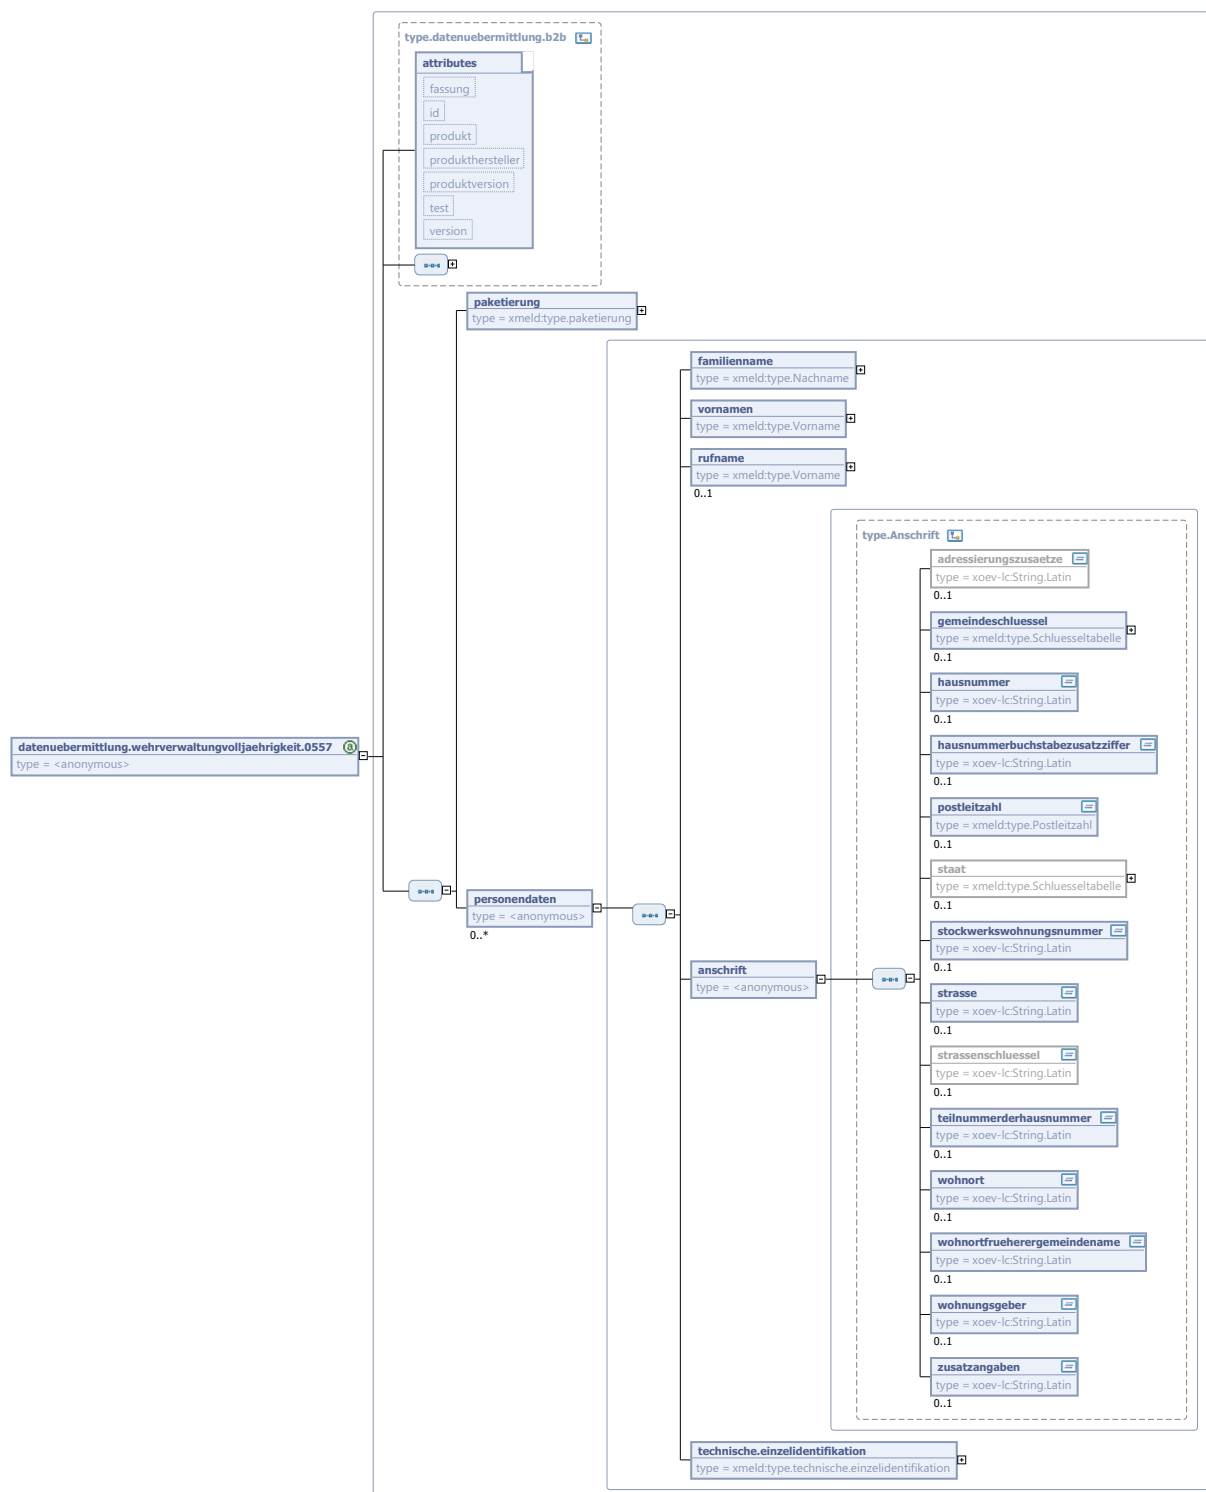 type.datenuebermittlung.b2b
attributes
fassung
id
produkt
produkthersteller
produktversion
test
version
paketierung
type = xmeld:type.paketierung
familienname
type = xmeld:type.Nachname
vornamen
type = xmeld:type.Vorname
rufname
type = xmeld:type.Vorname
0..1
type.Anschrift
adressierungszusaetze
type = xoev-lc:String.Latin
0..1
gemeindeschluessel
type = xmeld:type.Schluesseltabelle
0..1
hausnummer
type = xoev-lc:String.Latin
0..1
datenuebermittlung.wehrverwaltungvolljaehrigkeit.0557
type = <anonymous>
hausnummerbuchstabezusatzziffer
type = xoev-lc:String.Latin
0..1
postleitzahl
type = xmeld:type.Postleitzahl
0..1
staat
type = xmeld:type.Schluesseltabelle
0..1
personendaten
type = <anonymous>
0..*
stockwerkswohnungsnummer
type = xoev-lc:String.Latin
0..1
anschrift
type = <anonymous>
strasse
type = xoev-lc:String.Latin
0..1
strassenschluessel
type = xoev-lc:String.Latin
0..1
teilnummerderhausnummer
type = xoev-lc:String.Latin
0..1
wohnort
type = xoev-lc:String.Latin
0..1
wohnortfrueherergemeindename
type = xoev-lc:String.Latin
0..1
wohnungsgeber
type = xoev-lc:String.Latin
0..1
zusatzangaben
type = xoev-lc:String.Latin
0..1
technische.einzelidentifikation
type = xmeld:type.technische.einzelidentifikation